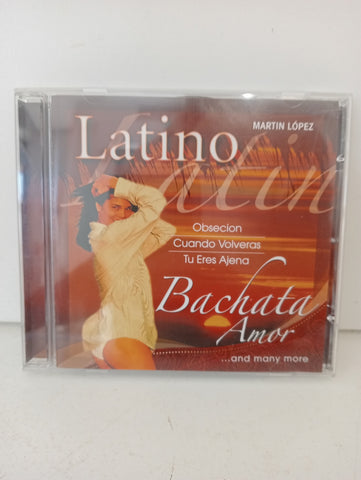 MARTIN LÓPEZ
Latino
Latin
Obsecion
Cuando Volveras
Tu Eres Ajena
Bachata
Amor
...and many more